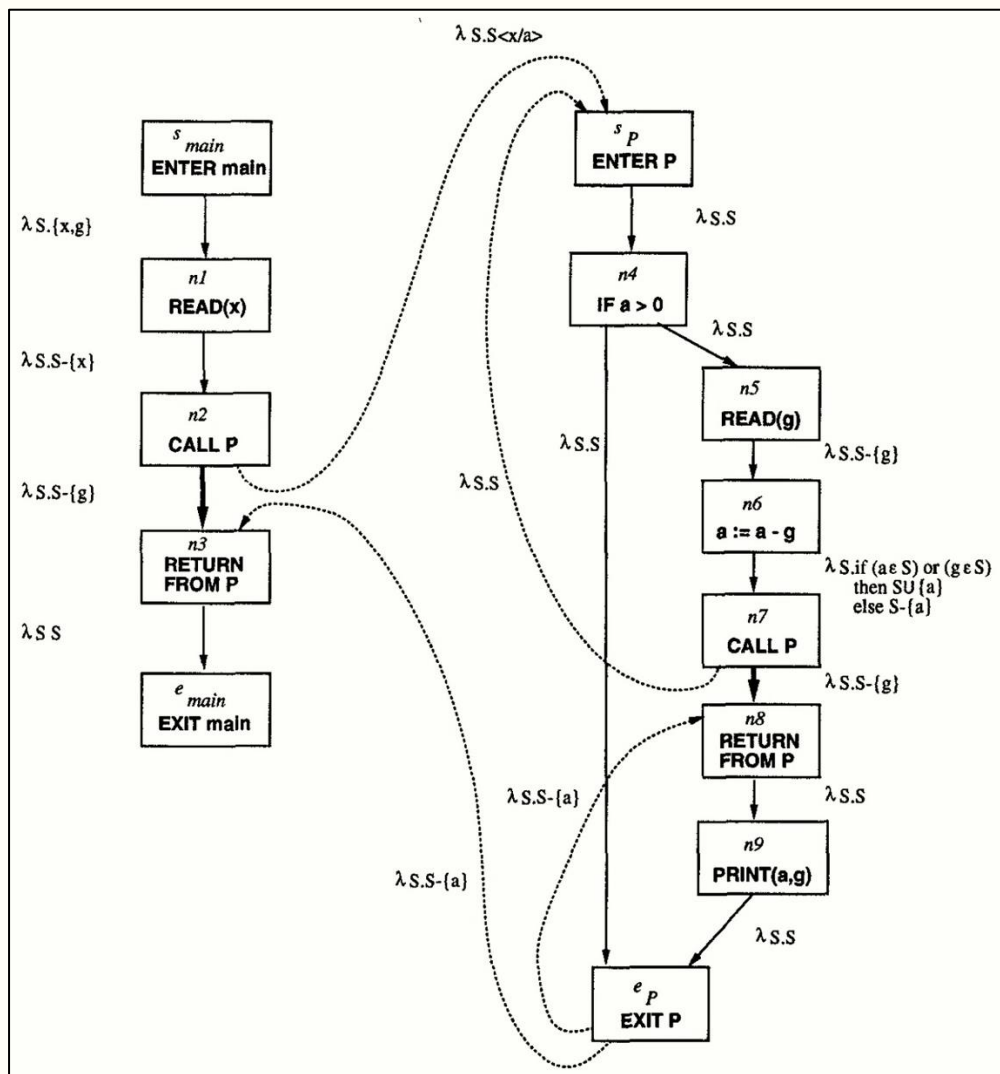 λ S.S<x/a>
s main
ENTER main
λ S.{x,g}
n1
READ(x)
λ S.S-{x}
n2
CALL P
λ S.S-{g}
n3
RETURN
FROM P
λ S S
e main
EXIT main
s P
ENTER P
λ S.S
n4
IF a > 0
λ S.S
n5
READ(g)
λ S.S
λ S.S-{g}
λ S.S
n6
a := a - g
λ S.if (a ε S) or (g ε S)
then S∪{a}
else S-{a}
n7
CALL P
λ S.S-{g}
n8
RETURN
FROM P
λ S.S-{a}
λ S.S
n9
PRINT(a,g)
λ S.S-{a}
λ S.S
e P
EXIT P